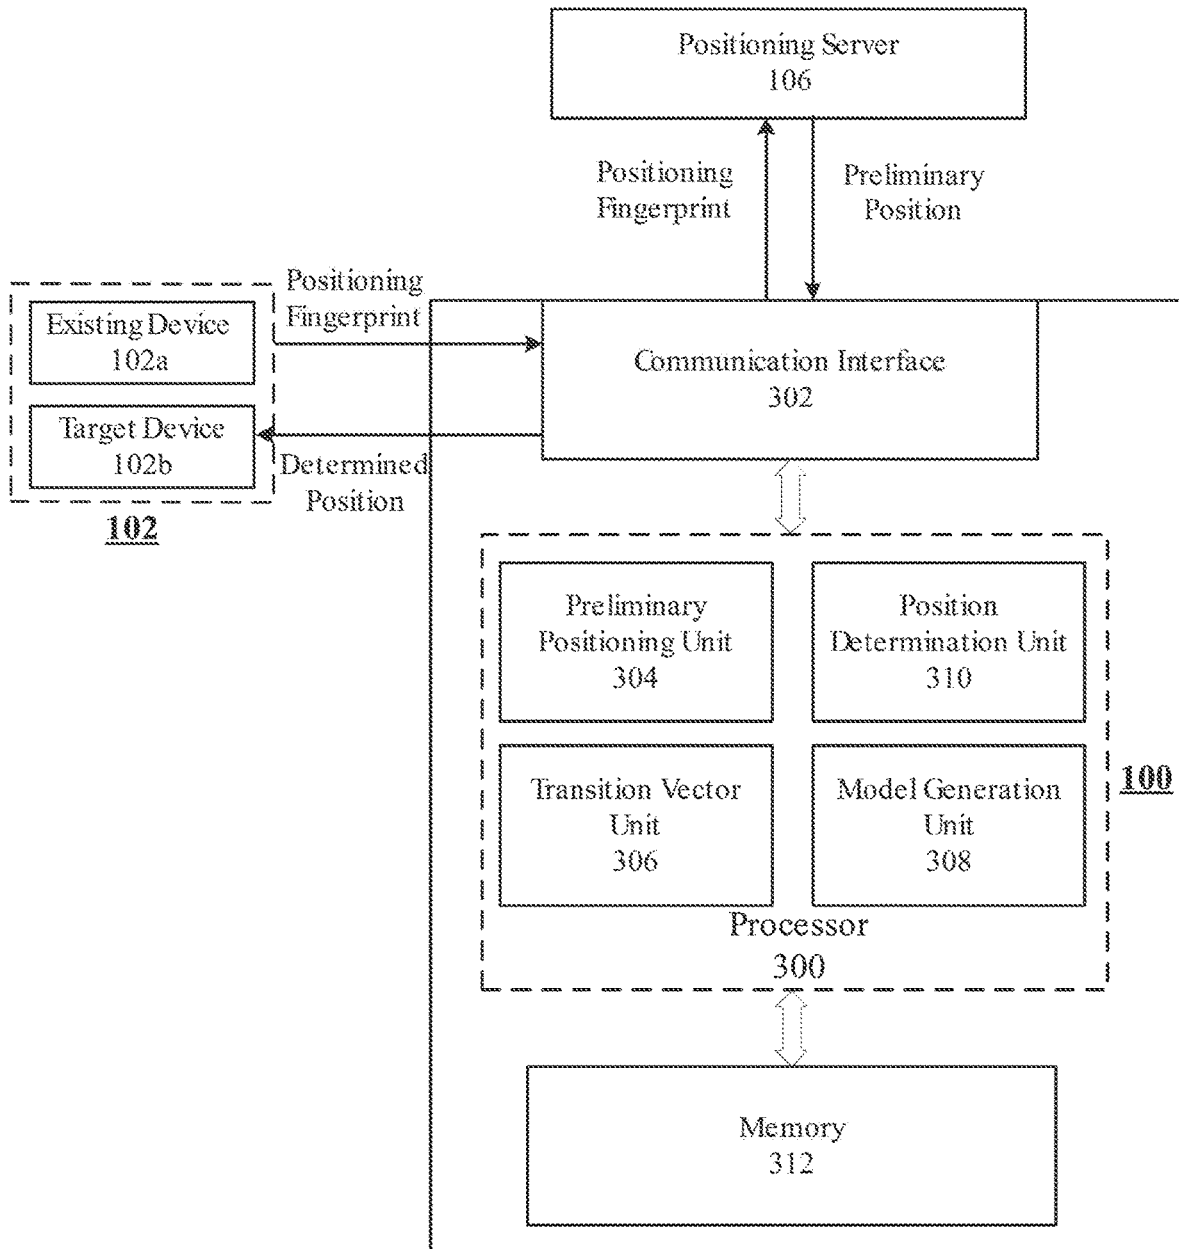 Positioning Server
106
Positioning
Fingerprint
Preliminary
Position
Positioning
Fingerprint
Existing Device
102a
Communication Interface
302
Target Device
102b
Determined
Position
102
Preliminary
Positioning Unit
304
Position
Determination Unit
310
Transition Vector
Unit
306
Model Generation
Unit
308
100
Processor
300
Memory
312